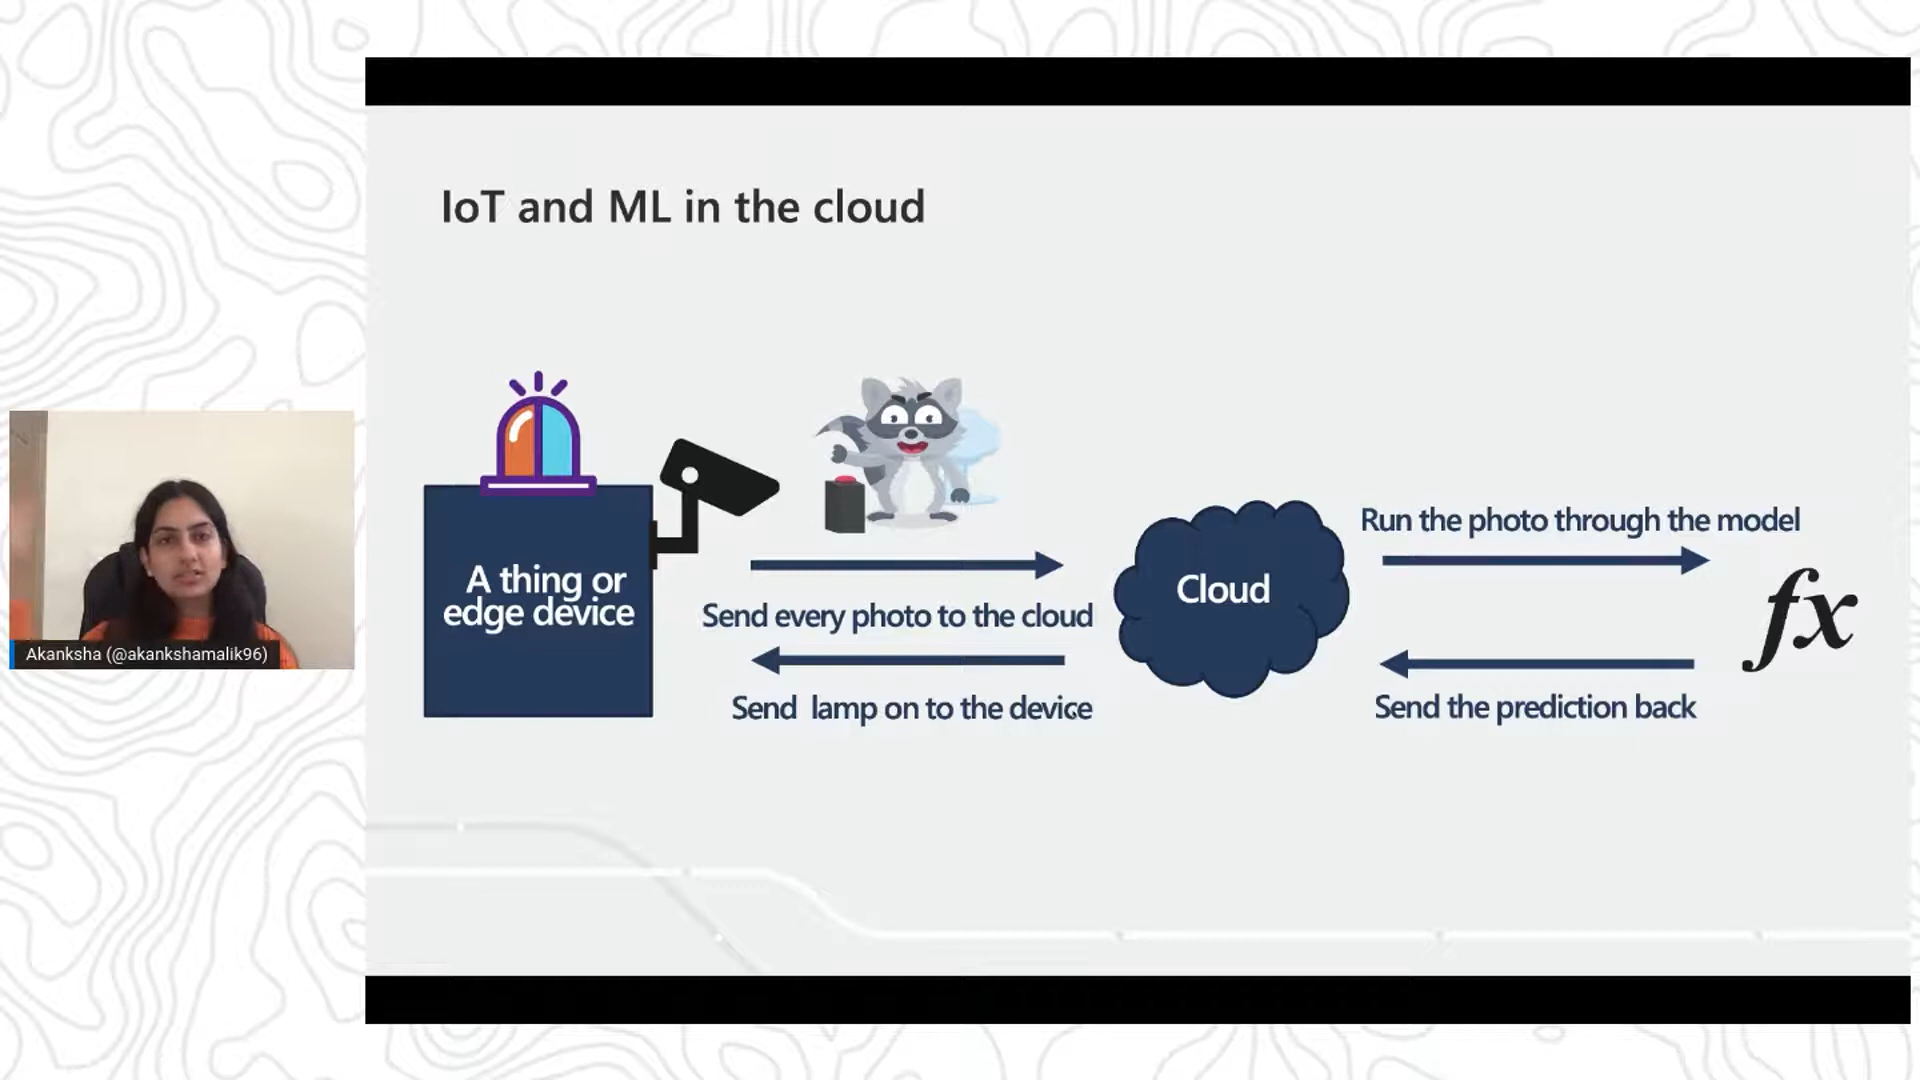 IoT and ML in the cloud
A thing or
edge device
Send every photo to the cloud
Send lamp on to the device
Cloud
Run the photo through the model
fx
Send the prediction back
Akanksha (@akankshamalik96)